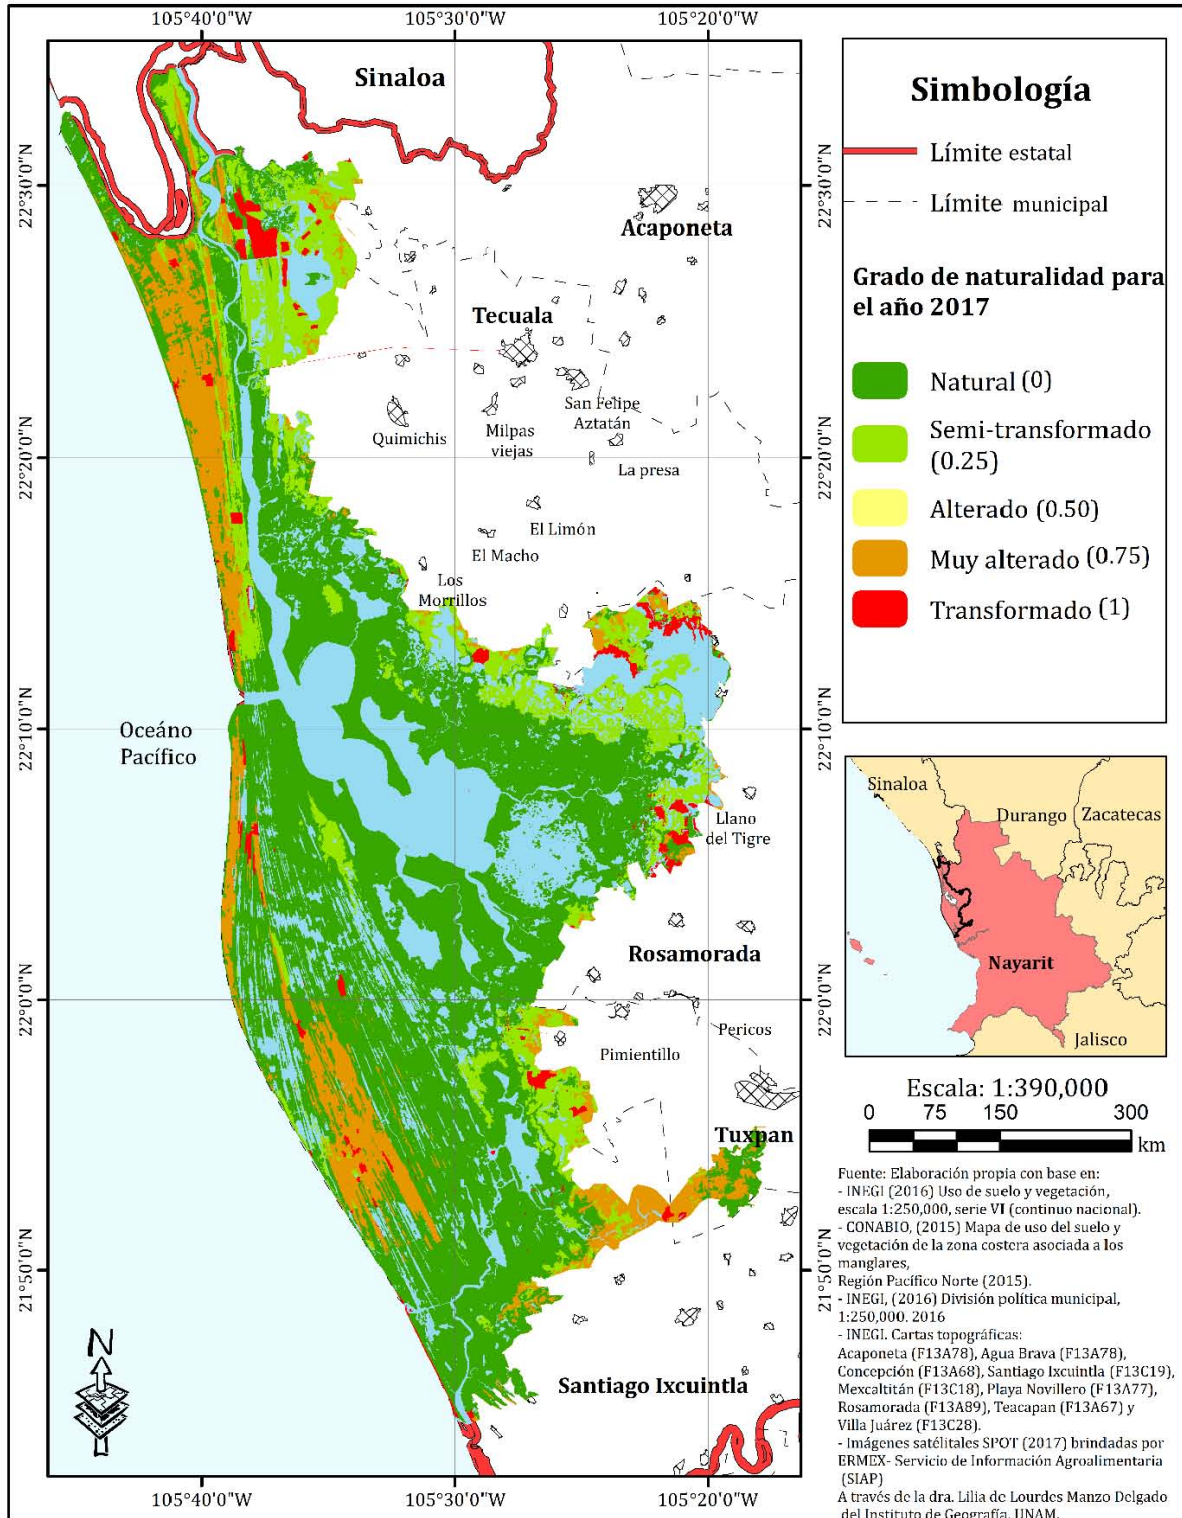 105°40'0"W
105°30'0"W
105°20'0"W
22°30'0"N
22°20'0"N
22°10'0"N
22°0'0"N
21°50'0"N
Sinaloa
Acaponeta
Tecuala
San Felipe
Aztatán
Quimichis
Milpas
viejas
La presa
El Limón
El Macho
Los
Morrillos
Oceáno
Pacífico
Llano
del Tigre
Rosamorada
Pericos
Pimientillo
Tuxpan
Santiago Ixcuintla
N
105°40'0"W
105°30'0"W
105°20'0"W
22°30'0"N
22°20'0"N
22°10'0"N
22°0'0"N
21°50'0"N
Simbología
Límite estatal
Límite municipal
Grado de naturalidad para
el año 2017
Natural (0)
Semi-transformado
(0.25)
Alterado (0.50)
Muy alterado (0.75)
Transformado (1)
Sinaloa
Durango
Zacatecas
Nayarit
Jalisco
Escala: 1:390,000
0 75 150 300
km
Fuente: Elaboración propia con base en:
- INEGI (2016) Uso de suelo y vegetación,
escala 1:250,000, serie VI (continuo nacional).
- CONABIO, (2015) Mapa de uso del suelo y
vegetación de la zona costera asociada a los
manglares,
Región Pacífico Norte (2015).
- INEGI, (2016) División política municipal,
1:250,000. 2016
- INEGI. Cartas topográficas:
Acaponeta (F13A78), Agua Brava (F13A78),
Concepción (F13A68), Santiago Ixcuintla (F13C19),
Mexcaltitán (F13C18), Playa Novillero (F13A77),
Rosamorada (F13A89), Teacapan (F13A67) y
Villa Juárez (F13C28).
- Imágenes satélitales SPOT (2017) brindadas por
ERMEX- Servicio de Información Agroalimentaria
(SIAP)
A través de la dra. Lilia de Lourdes Manzo Delgado
del Instituto de Geografía, UNAM.